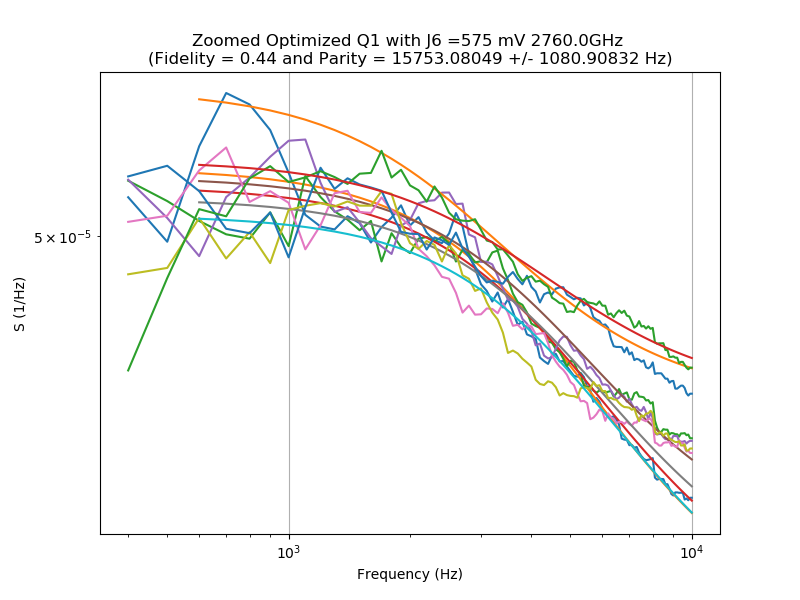 Zoomed Optimized Q1 with J6 =575 mV 2760.0GHz
(Fidelity = 0.44 and Parity = 15753.08049 +/- 1080.90832 Hz)
S (1/Hz)
5 × 10⁻⁵
10³
10⁴
Frequency (Hz)